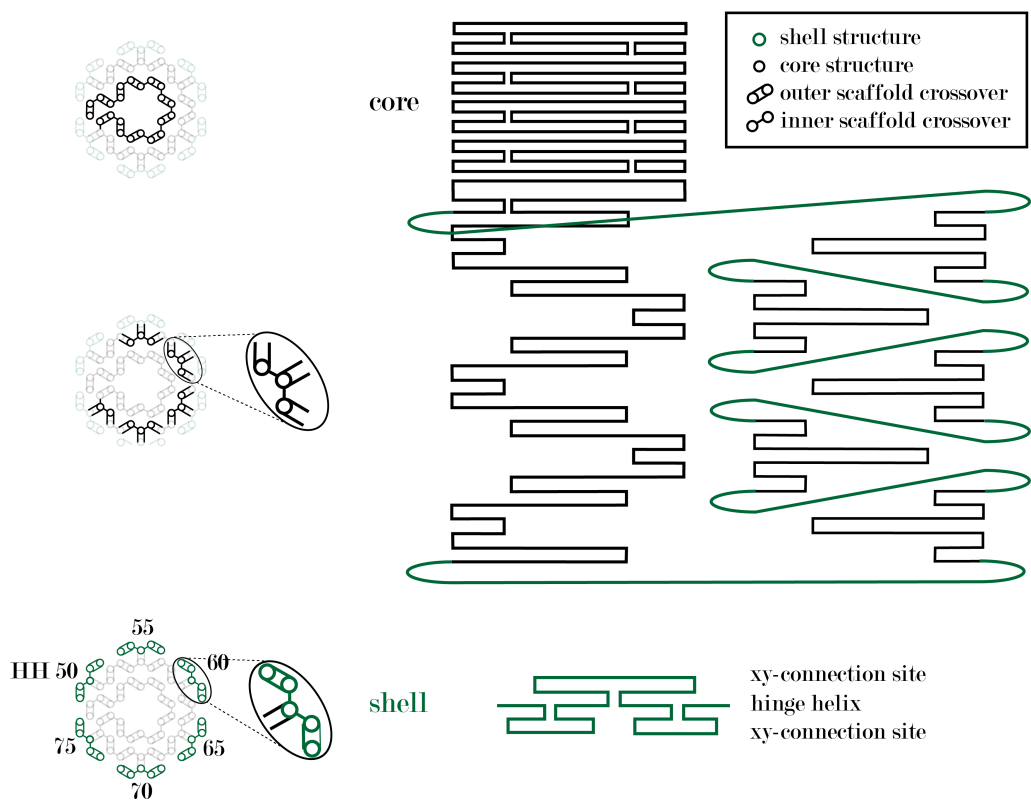 shell structure
core structure
outer scaffold crossover
inner scaffold crossover
core
55
HH 50
60
75
65
70
shell
xy-connection site
hinge helix
xy-connection site